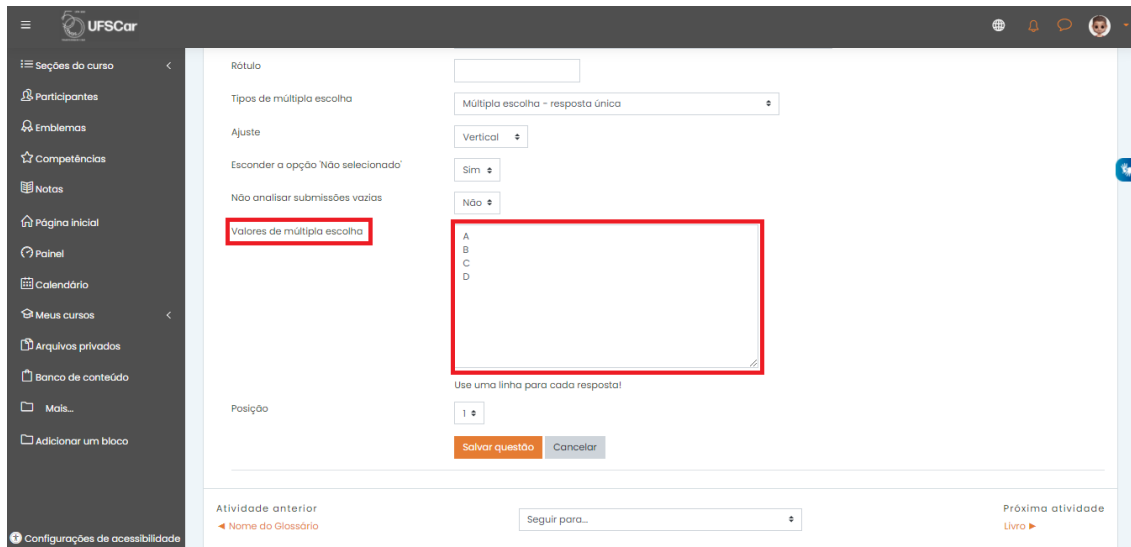 UFSCar
Seções do curso
Participantes
Emblemas
Competências
Notas
Página inicial
Painel
Calendário
Meus cursos
Arquivos privados
Banco de conteúdo
Mais...
Adicionar um bloco
Configurações de acessibilidade
Rótulo
Tipos de múltipla escolha
Múltipla escolha - resposta única
Ajuste
Vertical
Esconder a opção 'Não selecionado'
Sim
Não analisar submissões vazias
Não
Valores de múltipla escolha
A
B
C
D
Use uma linha para cada resposta!
Posição
1
Salvar questão
Cancelar
Atividade anterior
◄ Nome do Glossário
Seguir para...
Próxima atividade
Livro ►